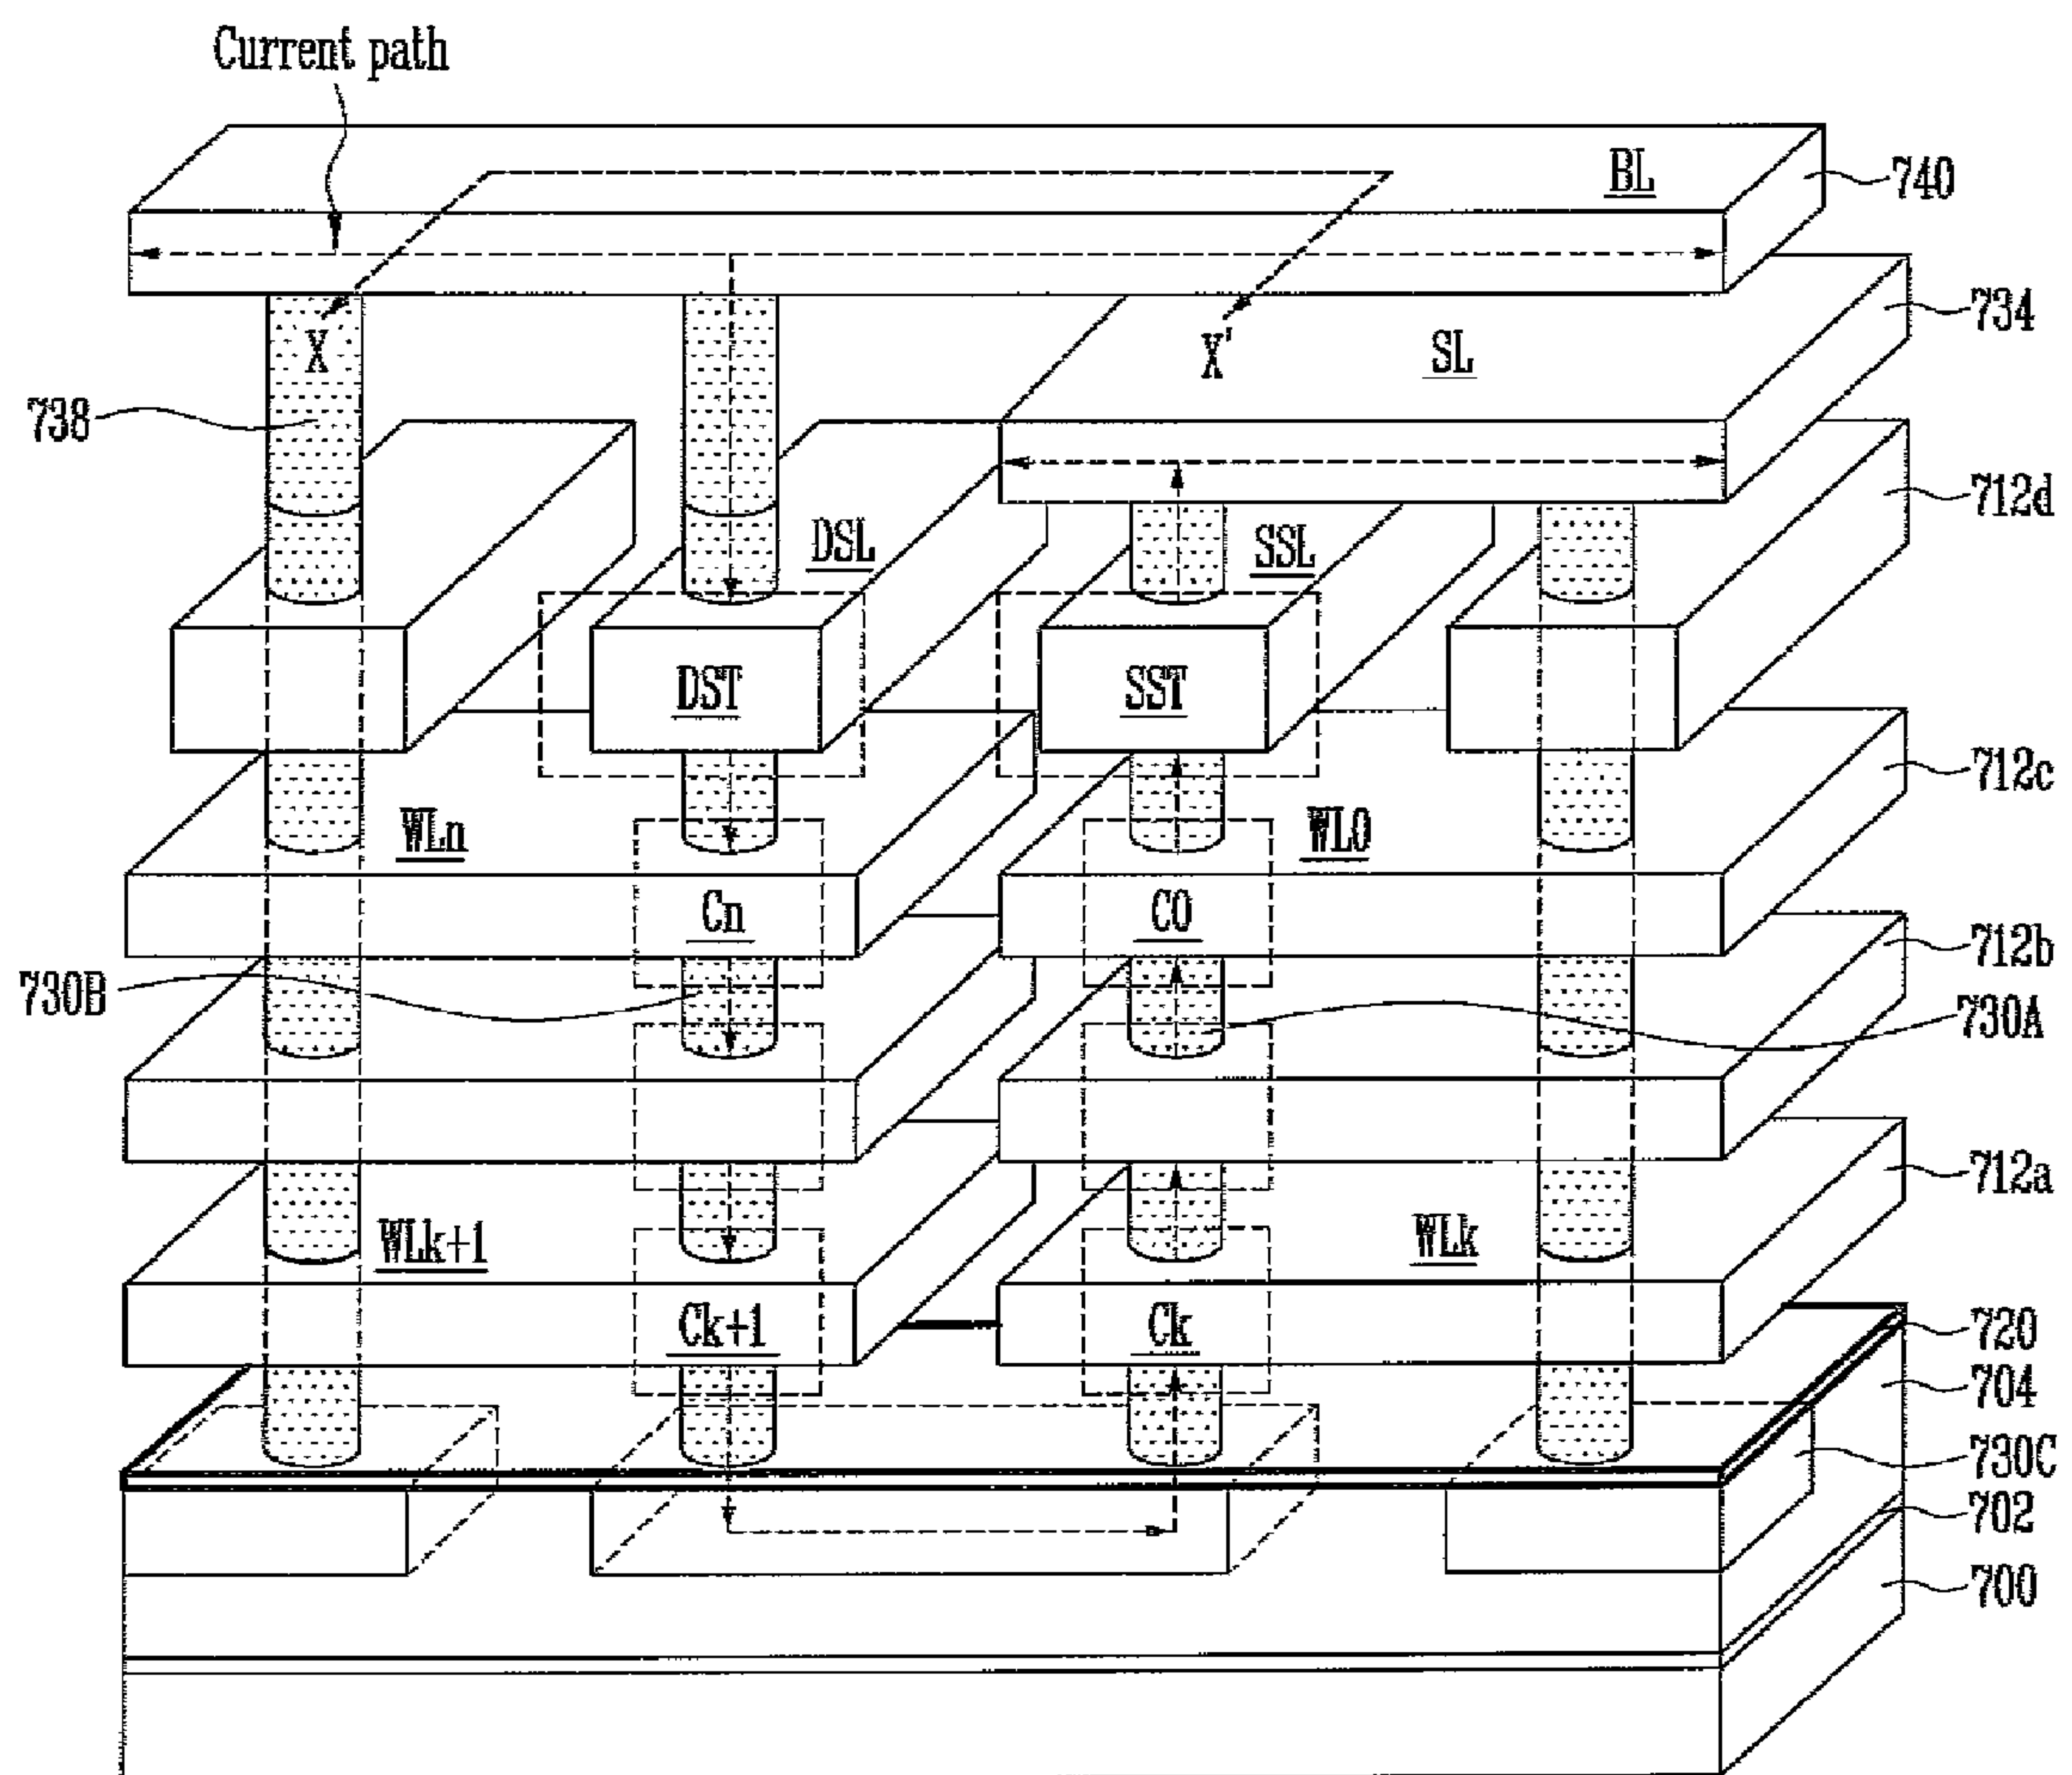 Current path
BL
740
734
X
X'
SL
738
712d
DSL
SSL
DST
SST
712c
WLn
WL0
Cn
C0
712b
730B
730A
712a
WLk+1
WLk
Ck+1
Ck
720
704
730C
702
700